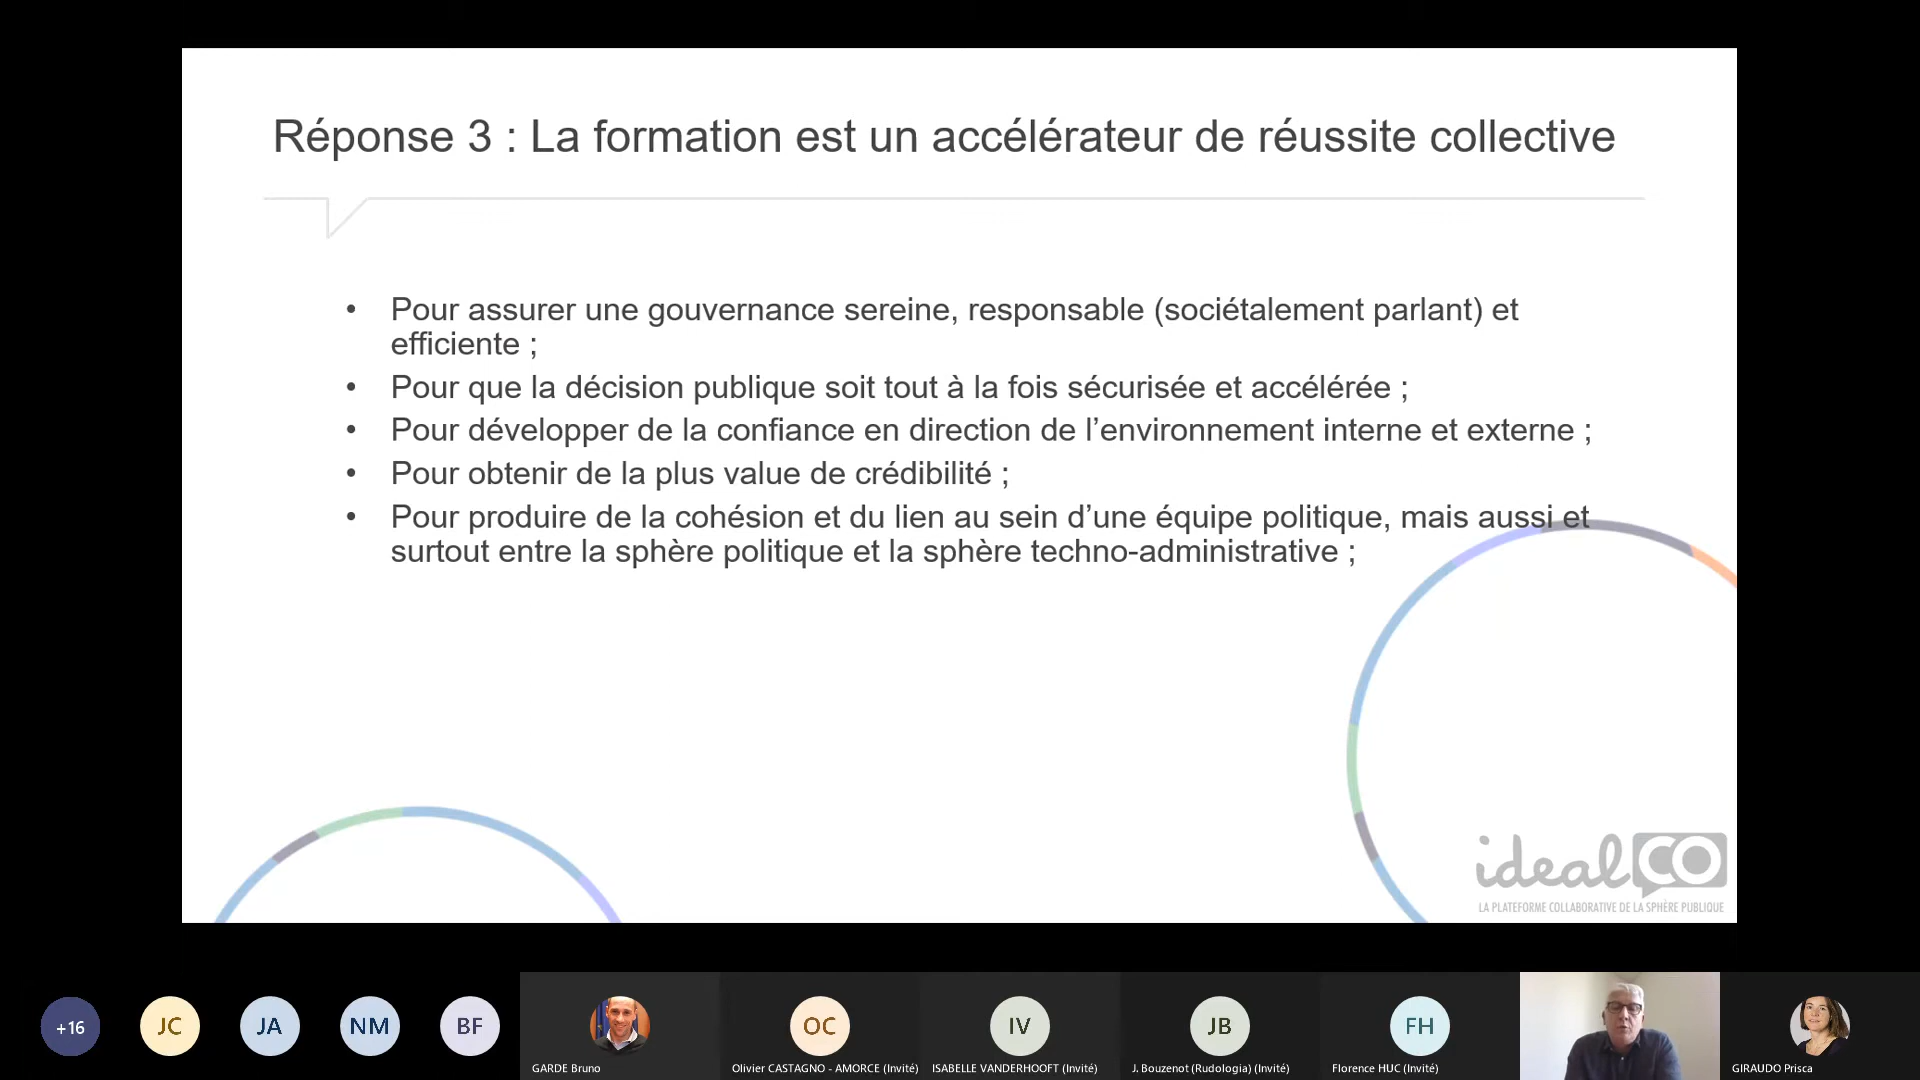 Réponse 3 : La formation est un accélérateur de réussite collective
• Pour assurer une gouvernance sereine, responsable (sociétalement parlant) et
efficiente ;
• Pour que la décision publique soit tout à la fois sécurisée et accélérée ;
• Pour développer de la confiance en direction de l’environnement interne et externe ;
• Pour obtenir de la plus value de crédibilité ;
• Pour produire de la cohésion et du lien au sein d’une équipe politique, mais aussi et
surtout entre la sphère politique et la sphère techno-administrative ;
idealCO
LA PLATEFORME COLLABORATIVE DE LA SPHÈRE PUBLIQUE
+16
JC
JA
NM
BF
OC
IV
JB
FH
GARDE Bruno
Olivier CASTAGNO - AMORCE (Invité)
ISABELLE VANDERHOOFT (Invité)
J. Bouzenot (Rudologia) (Invité)
Florence HUC (Invité)
GIRAUDO Prisca